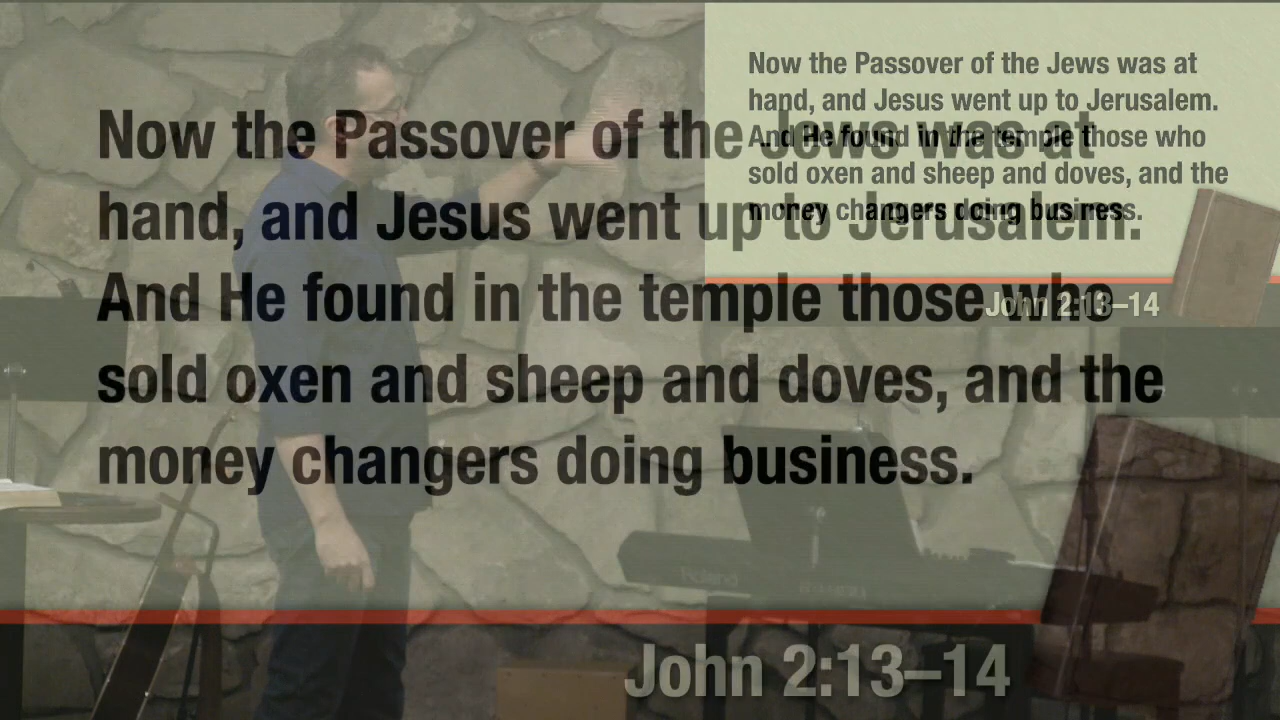 Now the Passover of the Jews was at
hand, and Jesus went up to Jerusalem.
And He found in the temple those who
sold oxen and sheep and doves, and the
money changers doing business.
John 2:13–14
Now the Passover of the Jews was at
hand, and Jesus went up to Jerusalem.
And He found in the temple those who
sold oxen and sheep and doves, and the
money changers doing business.
John 2:13–14
Roland